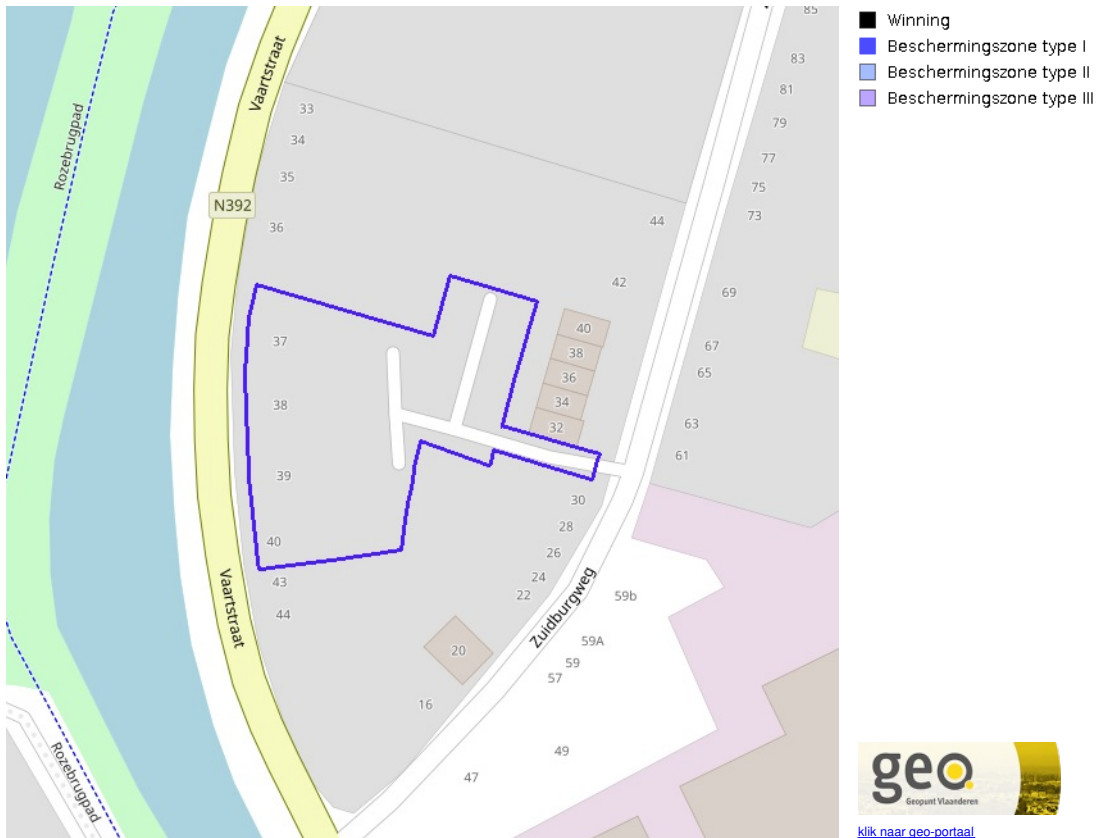 Winning
Beschermingszone type I
Beschermingszone type II
Beschermingszone type III
85
83
81
79
77
75
73
69
67
65
63
61
Vaartstraat
Rozebrugpad
33
34
35
N392
36
44
42
40
38
36
34
32
37
38
39
40
43
44
30
28
26
24
22
Vaartstraat
Zuidburgweg
59b
59A
59
57
20
16
49
47
Rozebrugpad
geo
Geopunt Vlaanderen
klik naar geo-portaal